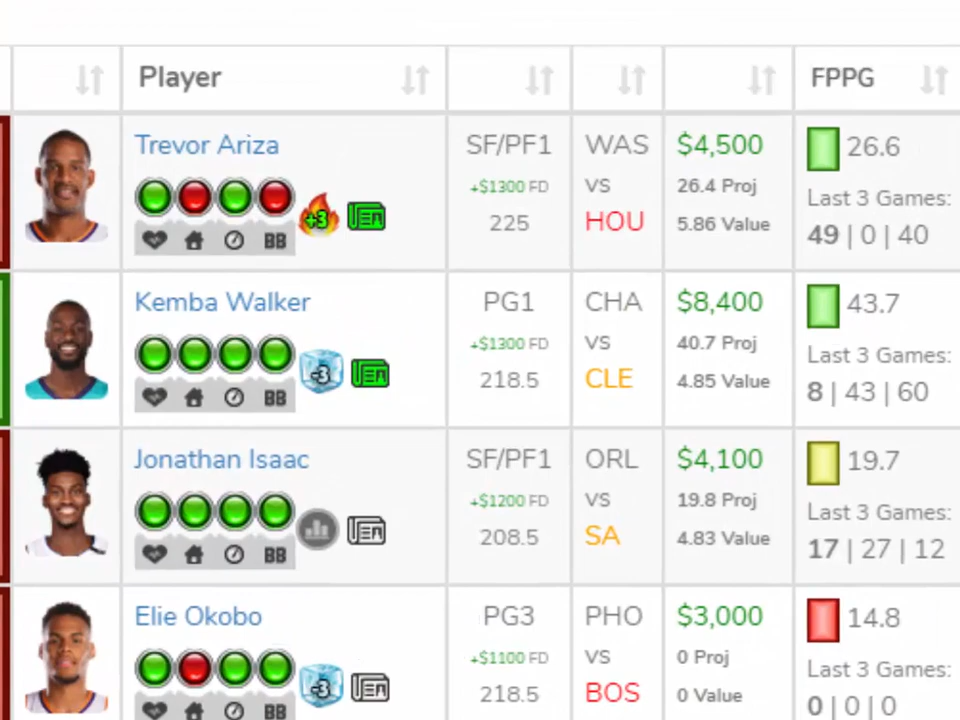 Player FPPG
Trevor Ariza SF/PF1 WAS $4,500 26.6
+$1300 FD VS 26.4 Proj Last 3 Games:
+3 225 HOU 5.86 Value 49 | 0 | 40
BB
Kemba Walker PG1 CHA $8,400 43.7
+$1300 FD VS 40.7 Proj Last 3 Games:
-3 218.5 CLE 4.85 Value 8 | 43 | 60
BB
Jonathan Isaac SF/PF1 ORL $4,100 19.7
+$1200 FD VS 19.8 Proj Last 3 Games:
208.5 SA 4.83 Value 17 | 27 | 12
BB
Elie Okobo PG3 PHO $3,000 14.8
+$1100 FD VS 0 Proj Last 3 Games:
-3 218.5 BOS 0 Value 0 | 0 | 0
BB